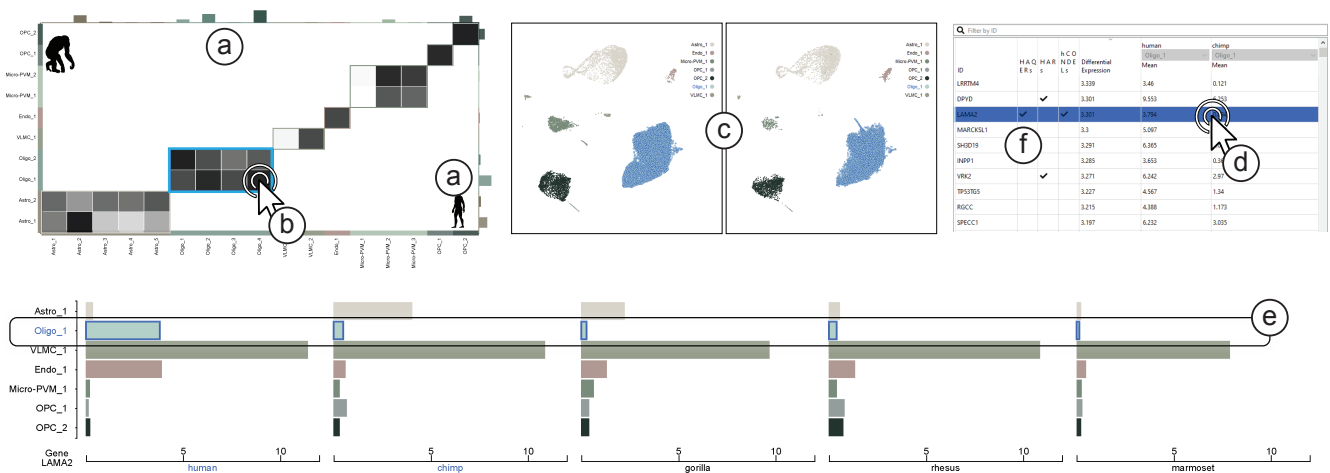 a
OPC_2
OPC_1
Micro-PVM_2
Micro-PVM_1
Endo_1
VLMC_1
Oligo_2
Oligo_1
Astro_2
Astro_1
a
b
Astro_1
Astro_2
Astro_3
Astro_4
Astro_5
Oligo_1
Oligo_2
Oligo_3
Oligo_4
VLMC_1
VLMC_2
Endo_1
Micro-PVM_1
Micro-PVM_2
Micro-PVM_3
OPC_1
OPC_2
Astro_1
Endo_1
Micro-PVM_1
OPC_1
OPC_2
Oligo_1
VLMC_1
c
Astro_1
Endo_1
Micro-PVM_1
OPC_1
OPC_2
Oligo_1
VLMC_1
Filter by ID
human chimp
Oligo_1 Oligo_1
ID HAQERs HARs hCONDELs Differential Expression Mean Mean
LRRTM4 3.339 3.46 0.121
DPYD 3.301 9.553
LAMA2 3.301 3.794
MARCKSL1 3.3 5.097
SH3D19 3.291 6.365
INPP1 3.285 3.653
VRK2 3.271 6.242 2.97
TP53TG5 3.227 4.567 1.34
RGCC 3.215 4.388 1.173
SPECC1 3.197 6.232 3.035
f
d
Astro_1
Oligo_1
VLMC_1
Endo_1
Micro-PVM_1
OPC_1
OPC_2
e
Gene
LAMA2
5 10 5 10 5 10 5 10 5 10
human chimp gorilla rhesus marmoset